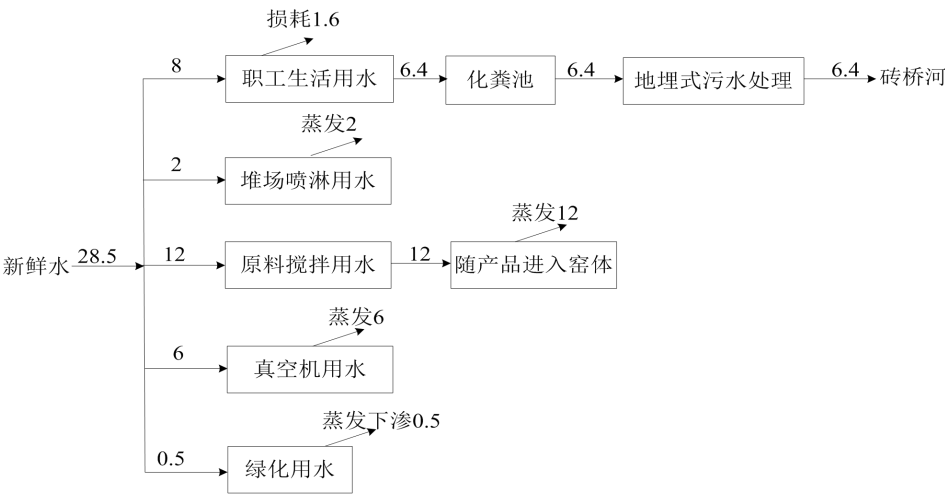 损耗1.6
8
职工生活用水
6.4
化粪池
6.4
地埋式污水处理
6.4
砖桥河
蒸发2
2
堆场喷淋用水
蒸发12
新鲜水
28.5
12
原料搅拌用水
12
随产品进入窑体
蒸发6
6
真空机用水
蒸发下渗0.5
0.5
绿化用水